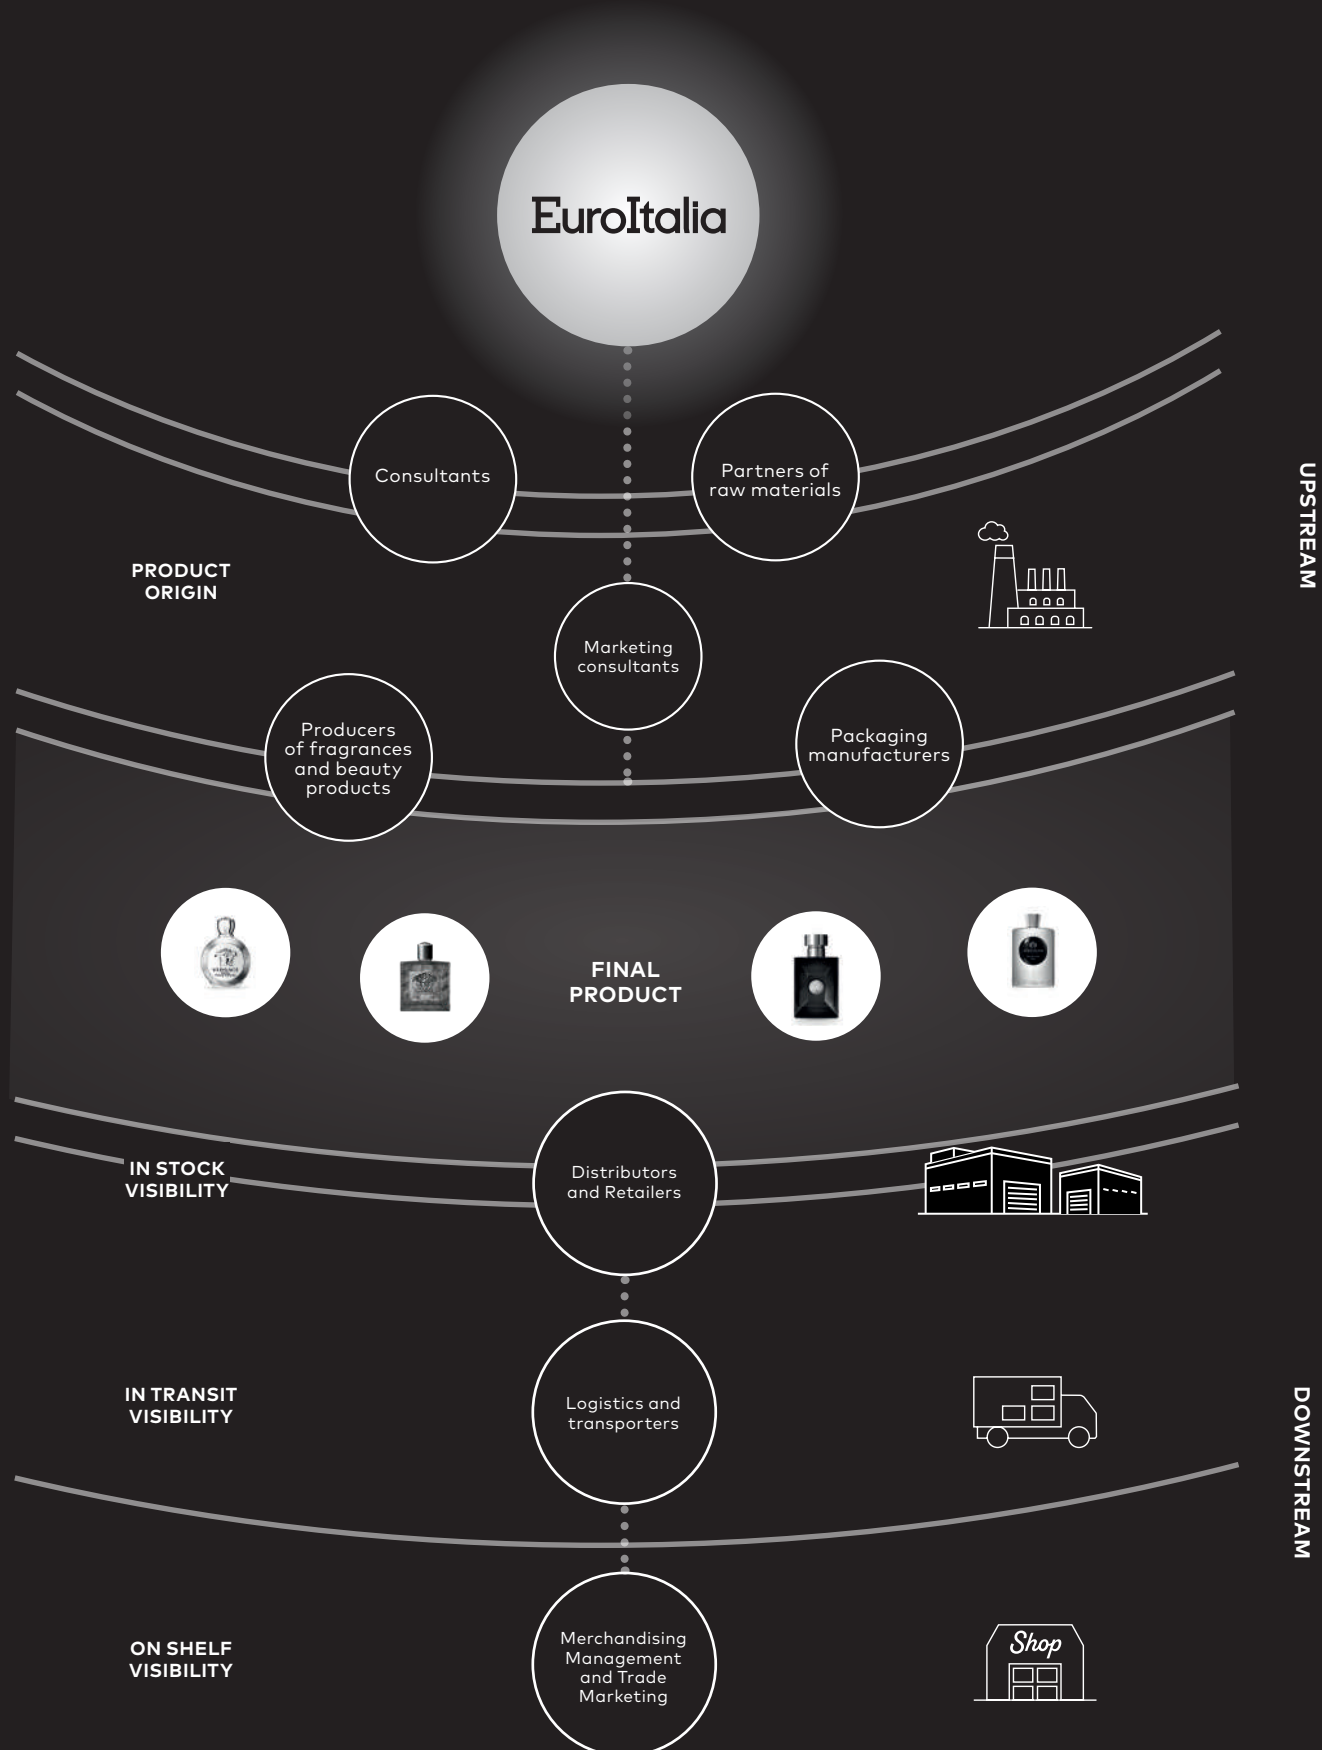 EuroItalia
Consultants
Partners of
raw materials
UPSTREAM
PRODUCT
ORIGIN
Marketing
consultants
Producers
of fragrances
and beauty
products
Packaging
manufacturers
VERSACE
FINAL
PRODUCT
Distributors
and Retailers
IN STOCK
VISIBILITY
Logistics and
transporters
IN TRANSIT
VISIBILITY
DOWNSTREAM
Merchandising
Management
and Trade
Marketing
ON SHELF
VISIBILITY
Shop